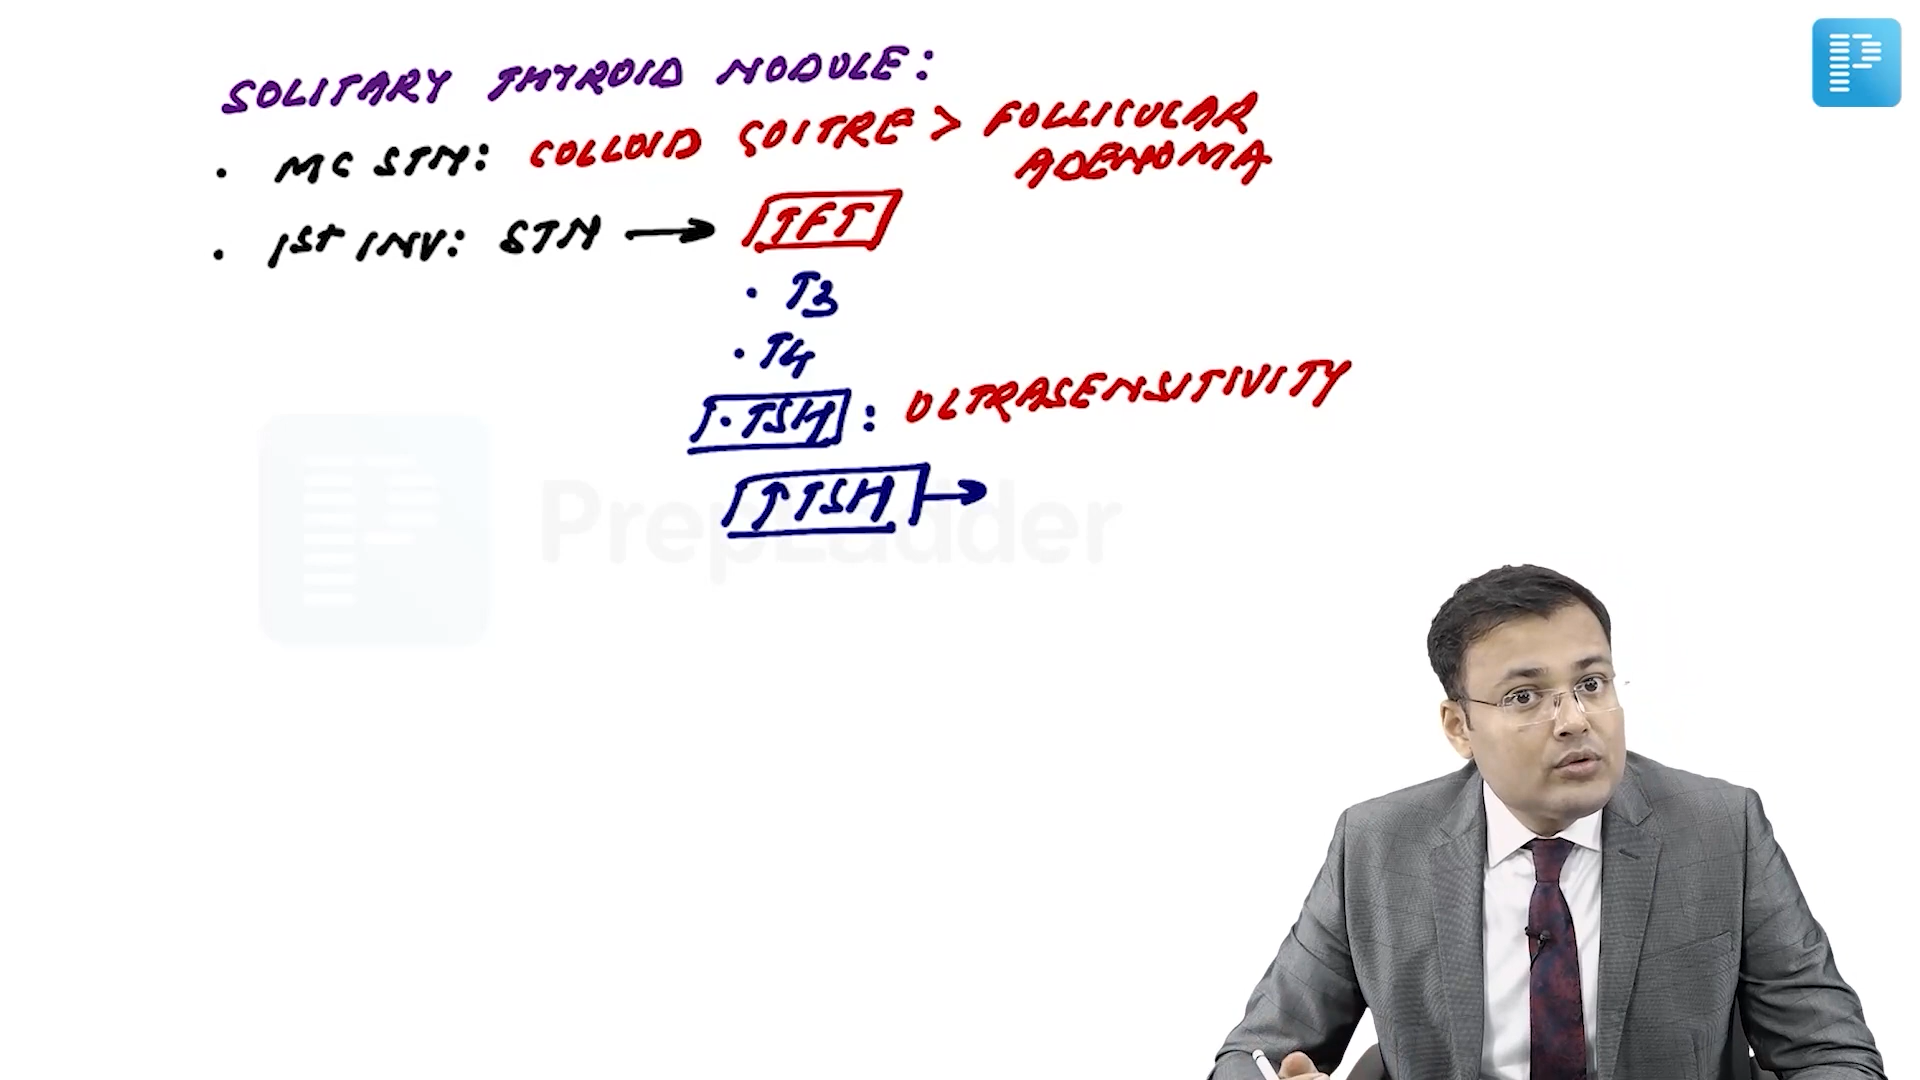 SOLITARY THYROID NODULE:
• MC STN: COLLOID GOITRE > FOLLICULAR
ADENOMA
• 1st INV: STN → TFT
• T3
• T4
• TSH: ULTRASENSITIVITY
↑TSH →
PrepLadder